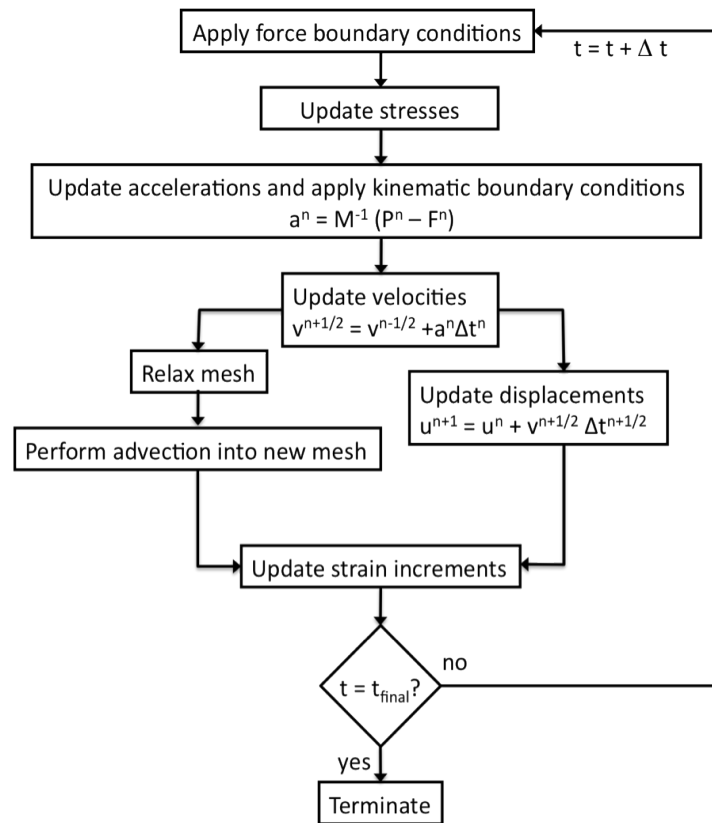 Apply force boundary conditions
t = t + Δ t
Update stresses
Update accelerations and apply kinematic boundary conditions
aⁿ = M⁻¹ (Pⁿ – Fⁿ)
Update velocities
vⁿ⁺¹/² = vⁿ⁻¹/² +aⁿΔtⁿ
Relax mesh
Perform advection into new mesh
Update displacements
uⁿ⁺¹ = uⁿ + vⁿ⁺¹/² Δtⁿ⁺¹/²
Update strain increments
t = t_final?
no
yes
Terminate